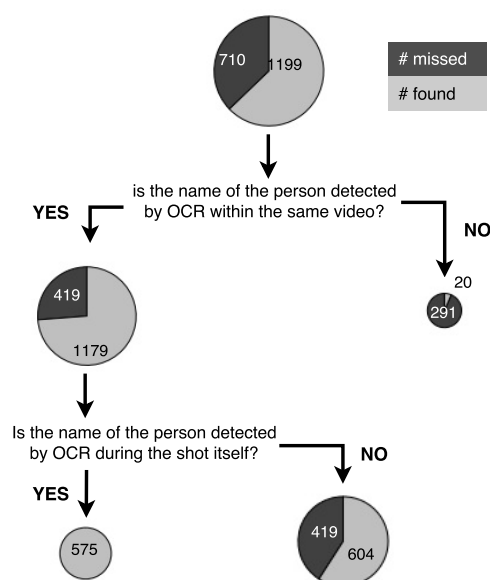 710
1199
# missed
# found
is the name of the person detected
by OCR within the same video?
YES
NO
20
291
419
1179
Is the name of the person detected
by OCR during the shot itself?
YES
NO
575
419
604